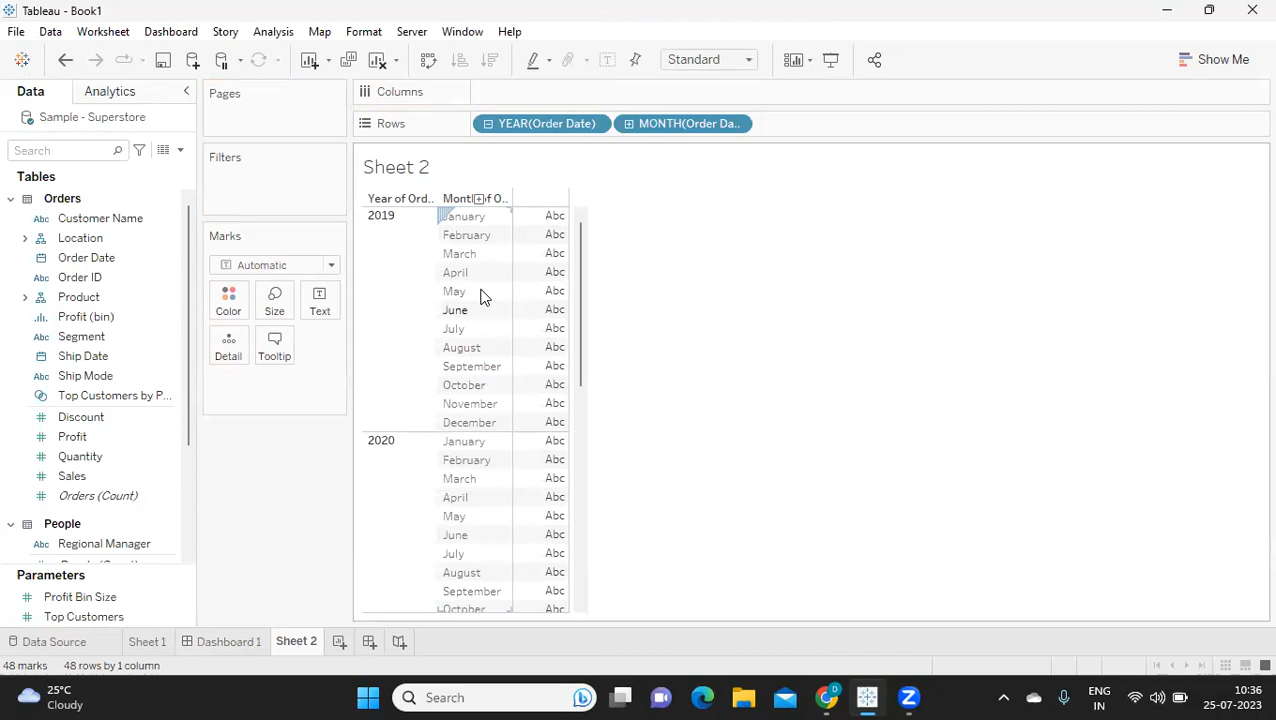 Tableau - Book1
File Data Worksheet Dashboard Story Analysis Map Format Server Window Help
Standard
Show Me
Data Analytics
Sample - Superstore
Search
Tables
Orders
Abc Customer Name
Location
Order Date
Abc Order ID
Product
Profit (bin)
Abc Segment
Ship Date
Abc Ship Mode
Top Customers by P...
Discount
Profit
Quantity
Sales
Orders (Count)
People
Abc Regional Manager
Parameters
Profit Bin Size
Top Customers
Pages
Filters
Marks
Automatic
Color Size Text
Detail Tooltip
Columns
Rows YEAR(Order Date) MONTH(Order Da..
Sheet 2
Year of Ord.. Month of O..
2019 January Abc
February Abc
March Abc
April Abc
May Abc
June Abc
July Abc
August Abc
September Abc
October Abc
November Abc
December Abc
2020 January Abc
February Abc
March Abc
April Abc
May Abc
June Abc
July Abc
August Abc
September Abc
October Abc
Data Source Sheet 1 Dashboard 1 Sheet 2
48 marks 48 rows by 1 column
25°C
Cloudy
Search
ENG
IN
10:36
25-07-2023